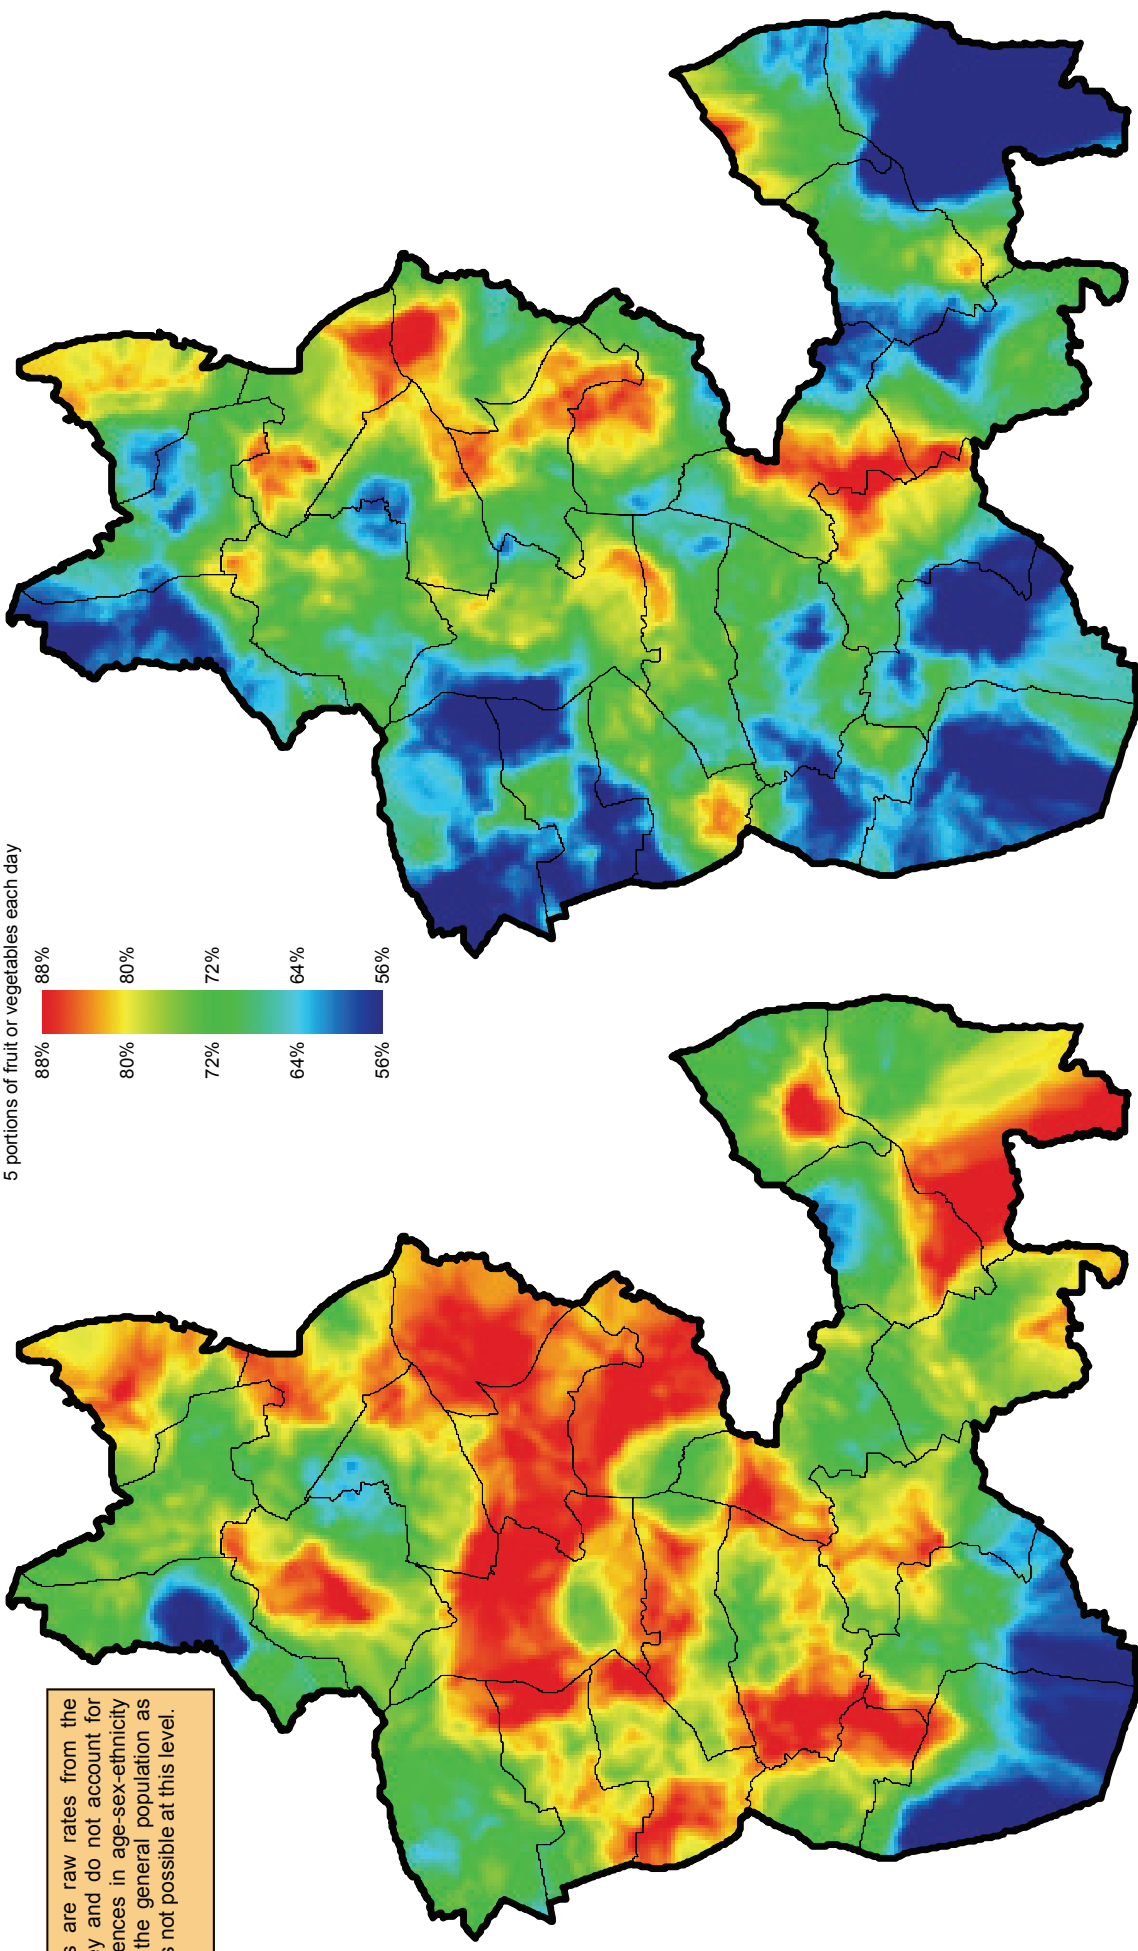 5 portions of fruit or vegetables each day
88% 88%
80% 80%
72% 72%
64% 64%
56% 56%
are raw rates from the
and do not account for
in age-sex-ethnicity
the general population as
not possible at this level.